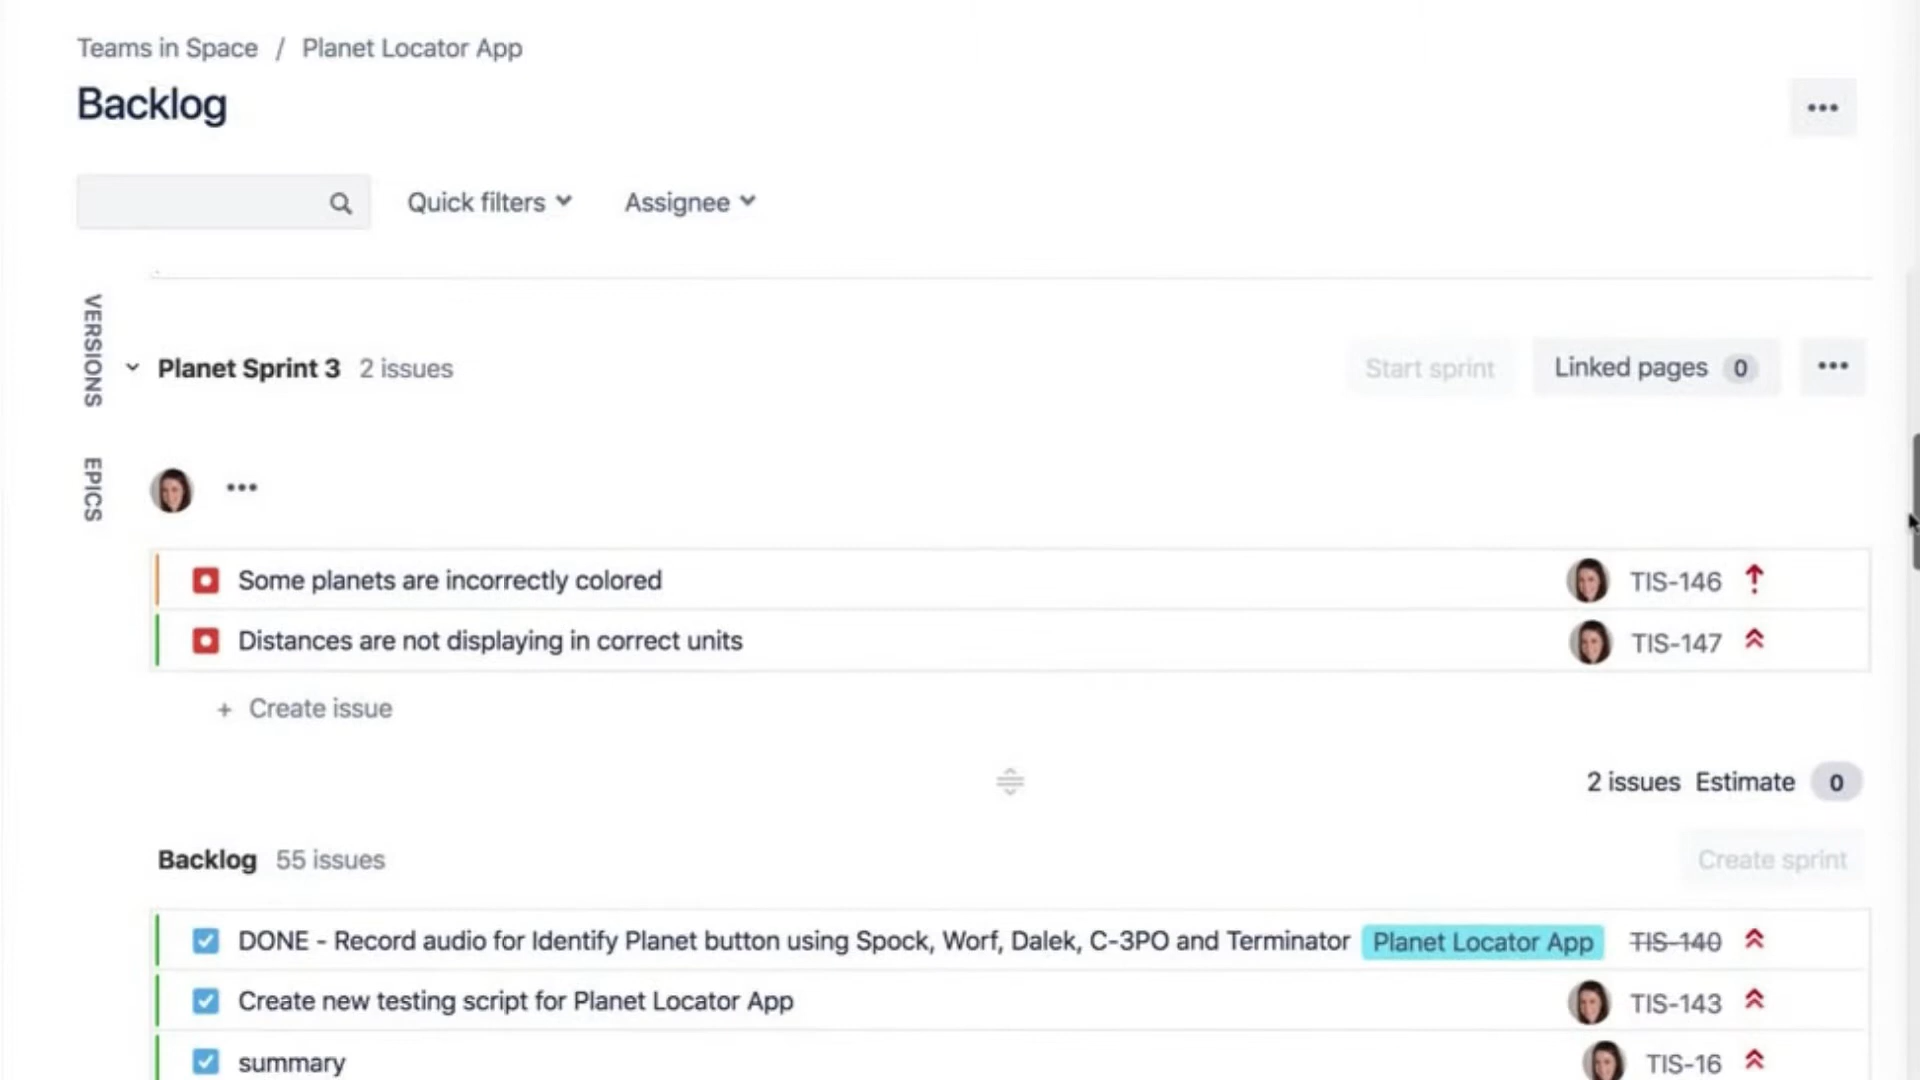 Teams in Space / Planet Locator App
Backlog
Quick filters Assignee
VERSIONS
Planet Sprint 3 2 issues Start sprint Linked pages 0
EPICS
Some planets are incorrectly colored TIS-146
Distances are not displaying in correct units TIS-147
+ Create issue
2 issues Estimate 0
Backlog 55 issues Create sprint
DONE - Record audio for Identify Planet button using Spock, Worf, Dalek, C-3PO and Terminator Planet Locator App TIS-140
Create new testing script for Planet Locator App TIS-143
summary TIS-16